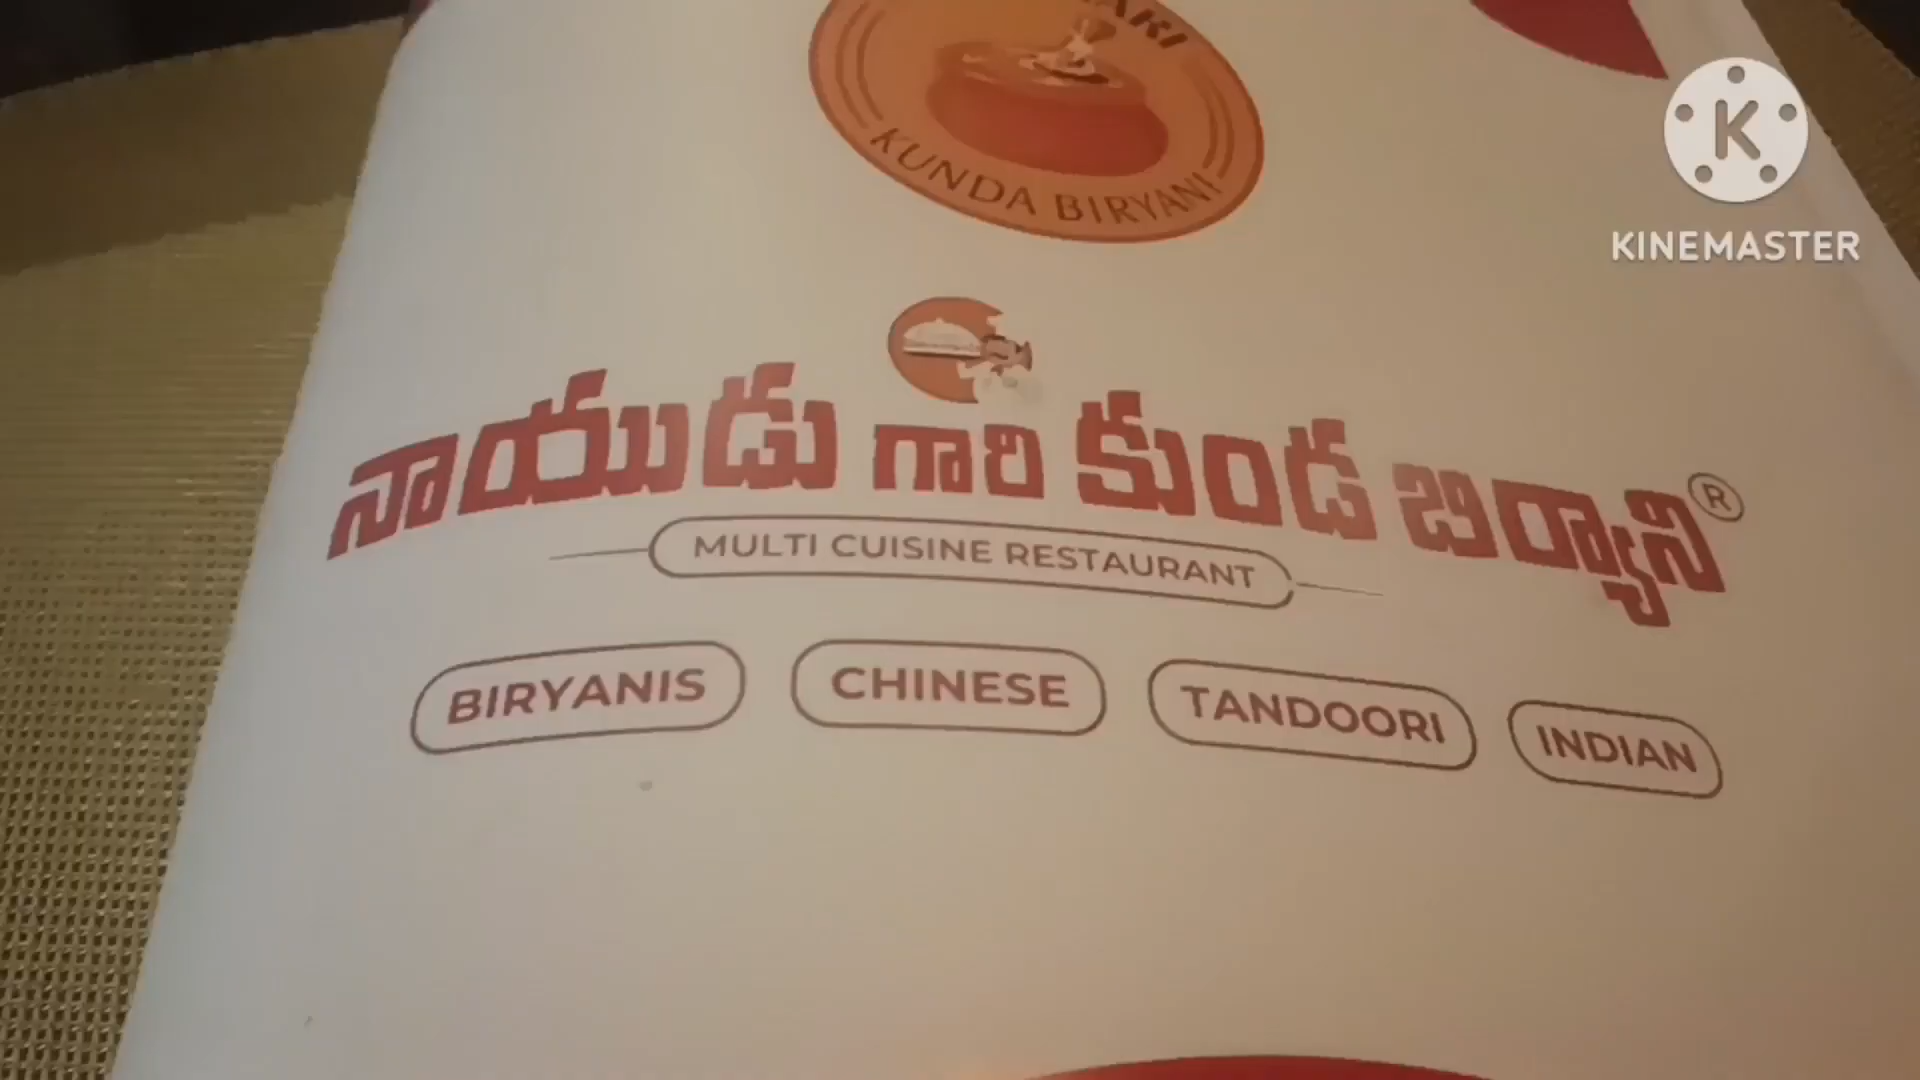 KUNDA BIRYANI
KINEMASTER
నాయుడు గారి కుండ బిర్యాని®
MULTI CUISINE RESTAURANT
BIRYANIS CHINESE TANDOORI INDIAN